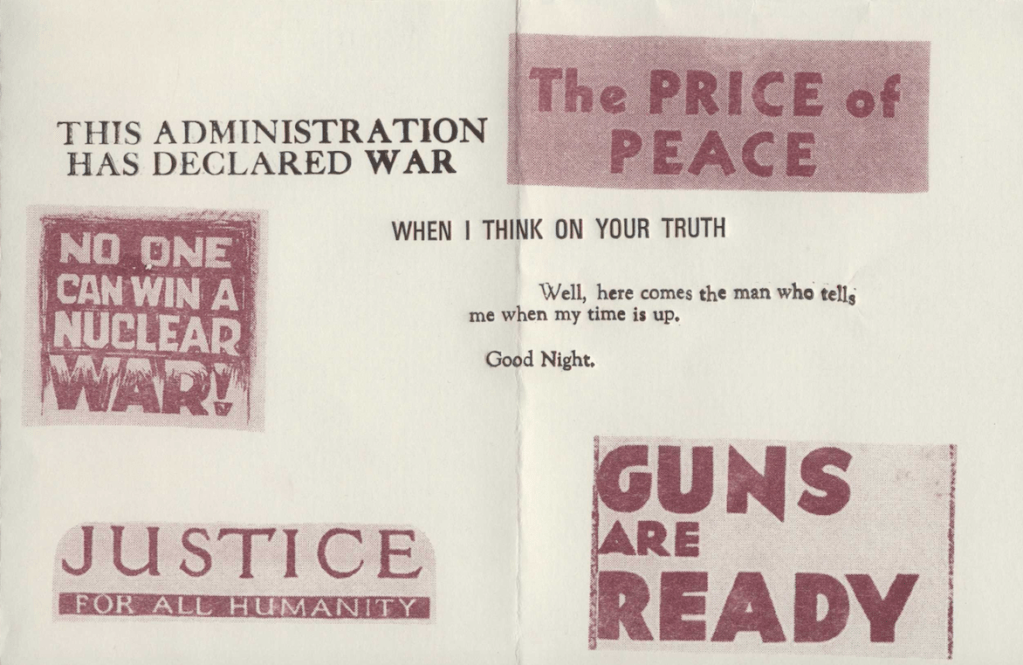 The PRICE of
PEACE
THIS ADMINISTRATION
HAS DECLARED WAR
NO ONE
CAN WIN A
NUCLEAR
WAR!
WHEN I THINK ON YOUR TRUTH
Well, here comes the man who tells
me when my time is up.
Good Night.
JUSTICE
FOR ALL HUMANITY
GUNS
ARE
READY